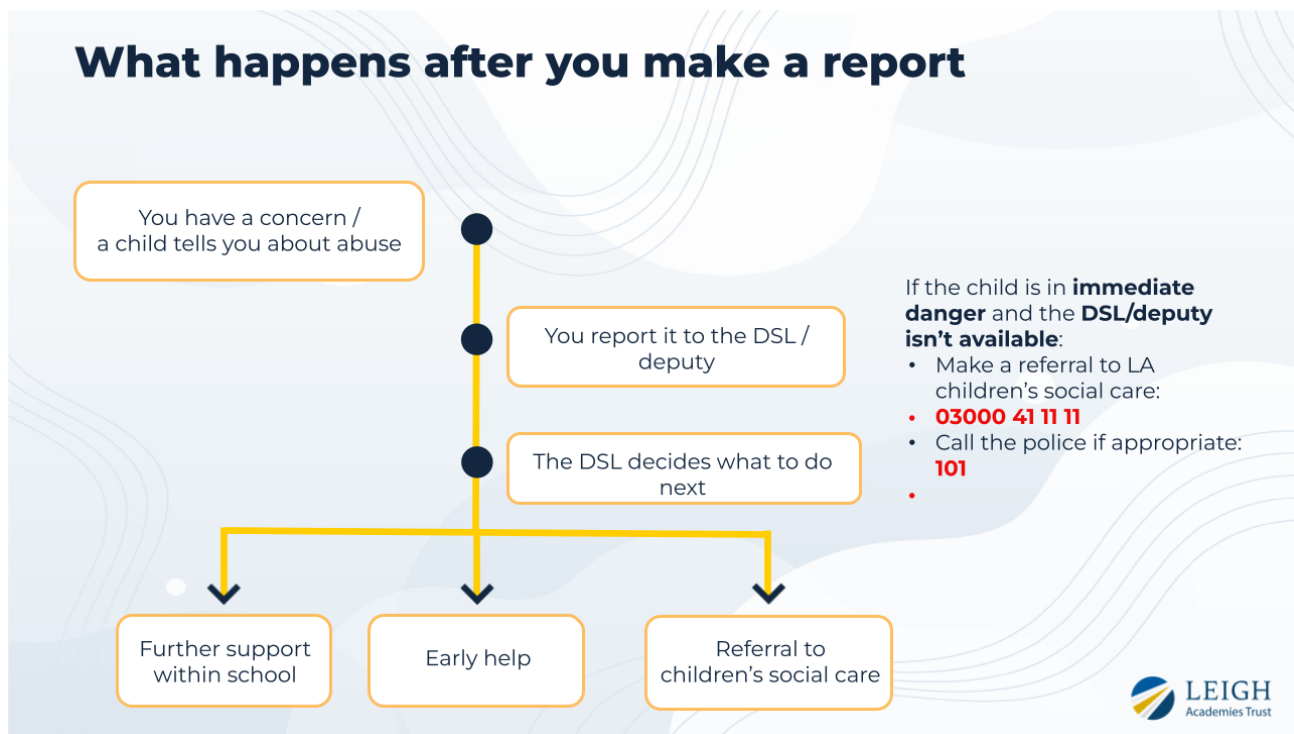 What happens after you make a report
You have a concern /
a child tells you about abuse
You report it to the DSL /
deputy
The DSL decides what to do
next
Further support
within school
Early help
Referral to
children's social care
If the child is in immediate
danger and the DSL/deputy
isn't available:
• Make a referral to LA
children's social care:
• 03000 41 11 11
• Call the police if appropriate:
101
•
LEIGH
Academies Trust